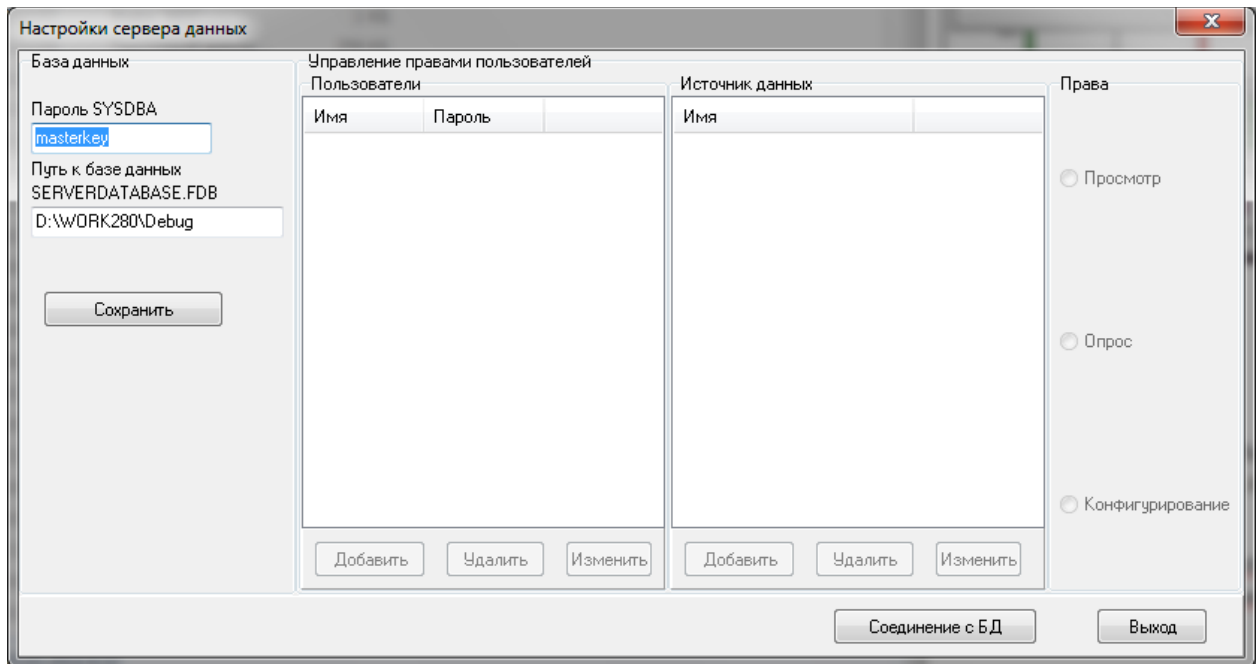 Настройки сервера данных
База данных
Пароль SYSDBA
masterkey
Путь к базе данных
SERVERDATABASE.FDB
D:\WORK280\Debug
Сохранить
Управление правами пользователей
Пользователи
Имя Пароль
Добавить Удалить Изменить
Источник данных
Имя
Добавить Удалить Изменить
Права
Просмотр
Опрос
Конфигурирование
Соединение с БД Выход